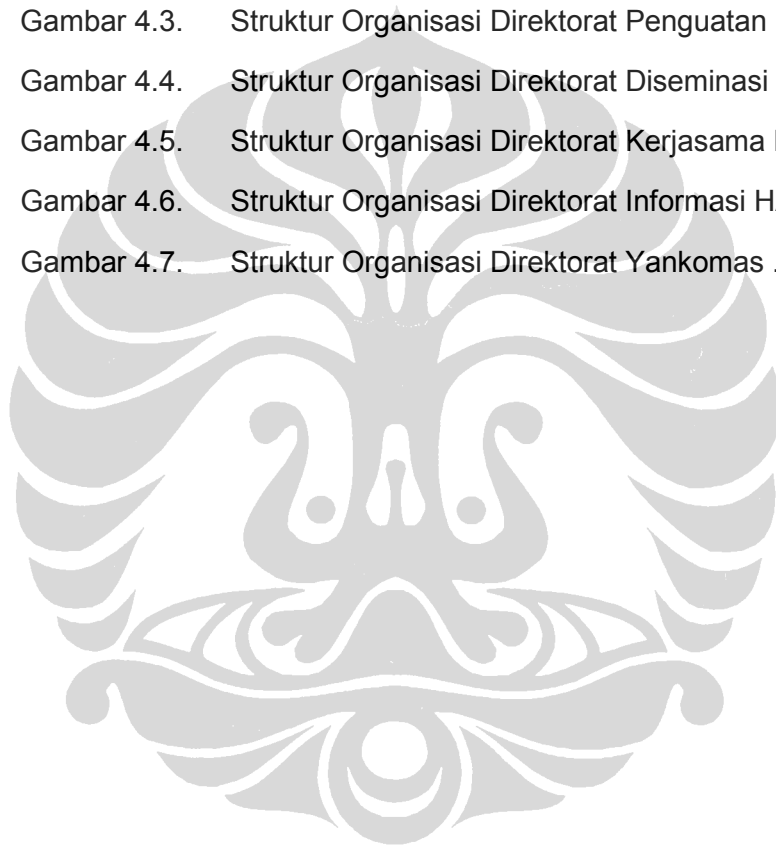 Gambar 4.3. Struktur Organisasi Direktorat Penguatan
Gambar 4.4. Struktur Organisasi Direktorat Diseminasi
Gambar 4.5. Struktur Organisasi Direktorat Kerjasama
Gambar 4.6. Struktur Organisasi Direktorat Informasi
Gambar 4.7. Struktur Organisasi Direktorat Yankomas .